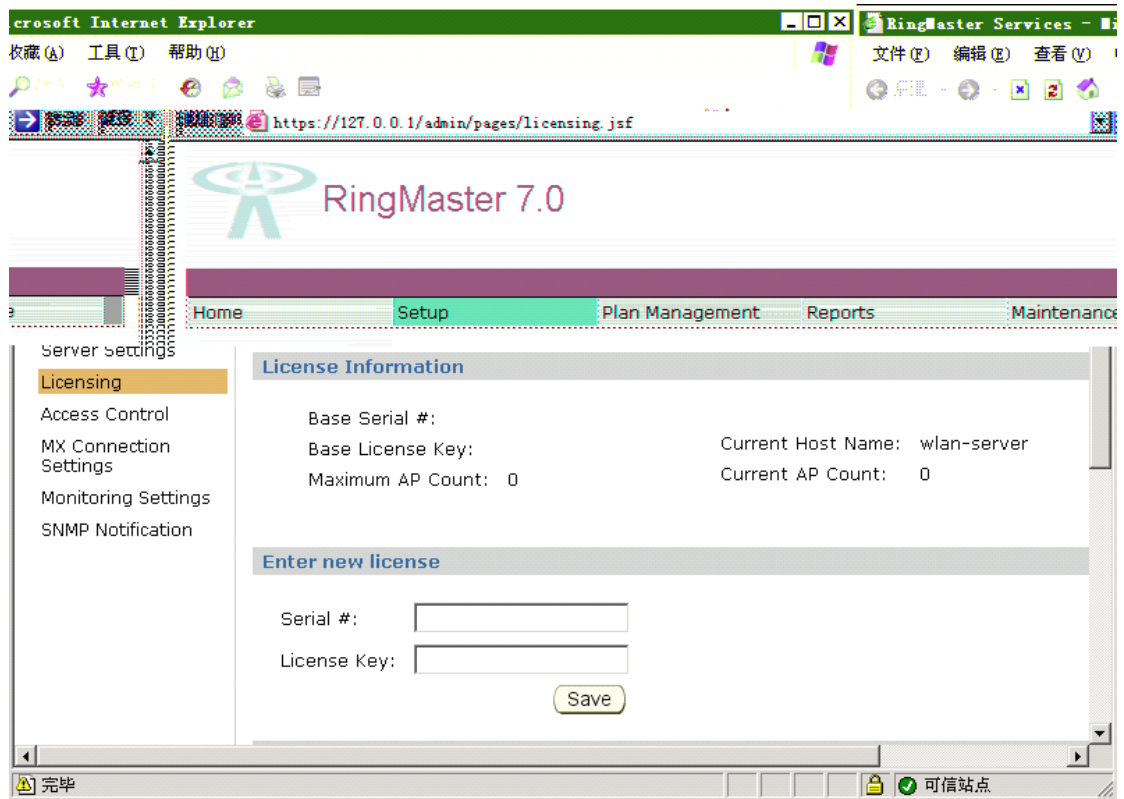 crosoft Internet Explorer
RingMaster Services - Mi
收藏(A) 工具(T) 帮助(H)
文件(F) 编辑(E) 查看(V)
https://127.0.0.1/admin/pages/licensing.jsf
RingMaster 7.0
e
Home Setup Plan Management Reports Maintenance
Server Settings
Licensing
Access Control
MX Connection
Settings
Monitoring Settings
SNMP Notification
License Information
Base Serial #:
Base License Key:
Current Host Name: wlan-server
Maximum AP Count: 0
Current AP Count: 0
Enter new license
Serial #:
License Key:
Save
完毕
可信站点